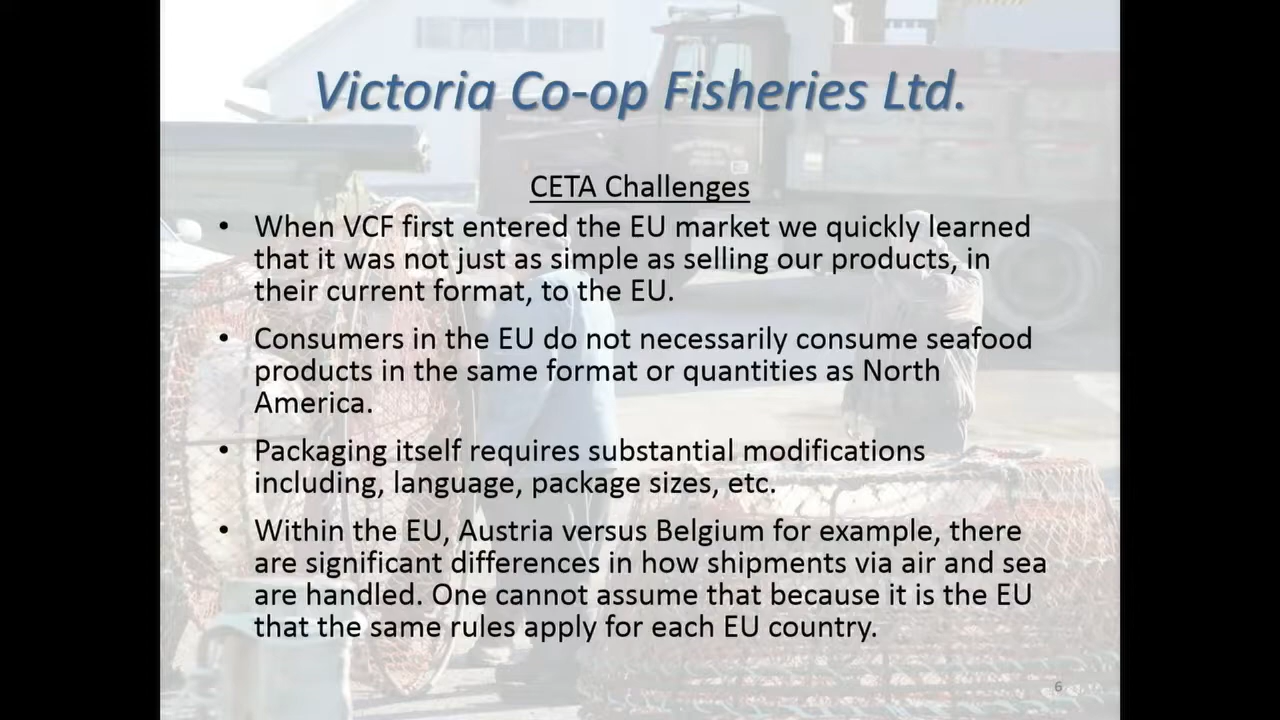 Victoria Co-op Fisheries Ltd.
CETA Challenges
• When VCF first entered the EU market we quickly learned
that it was not just as simple as selling our products, in
their current format, to the EU.
• Consumers in the EU do not necessarily consume seafood
products in the same format or quantities as North
America.
• Packaging itself requires substantial modifications
including, language, package sizes, etc.
• Within the EU, Austria versus Belgium for example, there
are significant differences in how shipments via air and sea
are handled. One cannot assume that because it is the EU
that the same rules apply for each EU country.
6